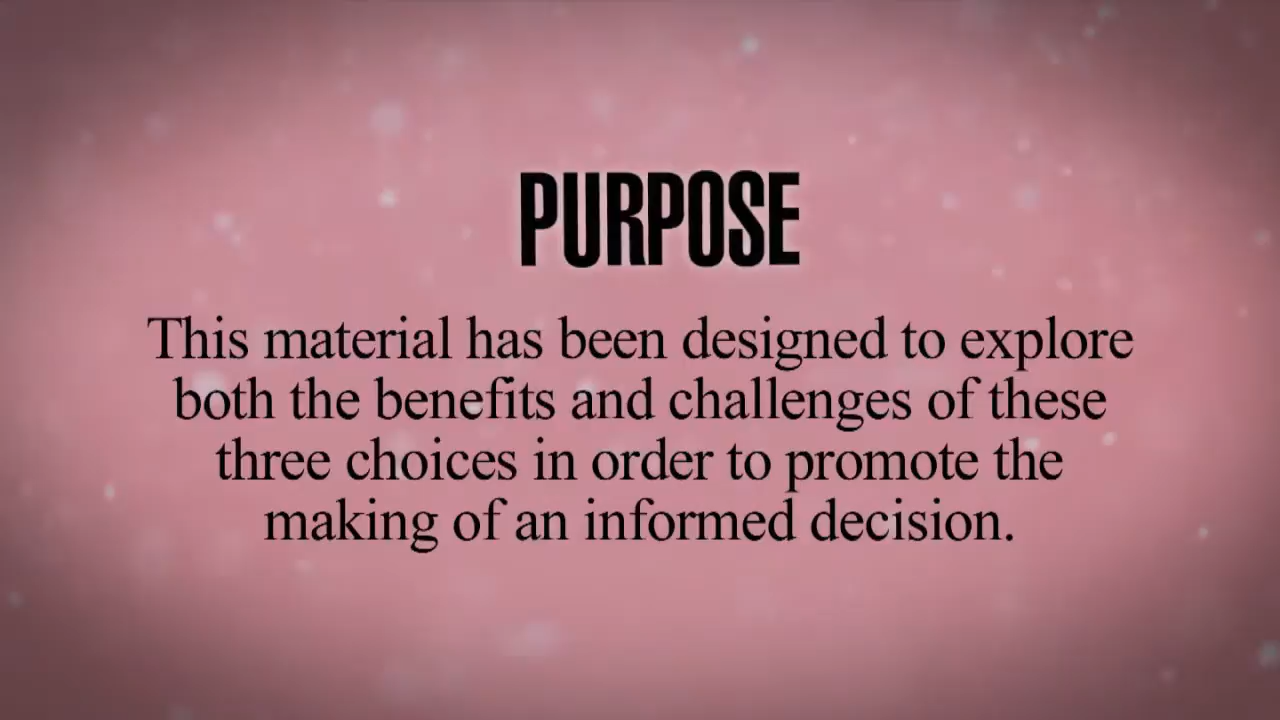 PURPOSE
This material has been designed to explore
both the benefits and challenges of these
three choices in order to promote the
making of an informed decision.